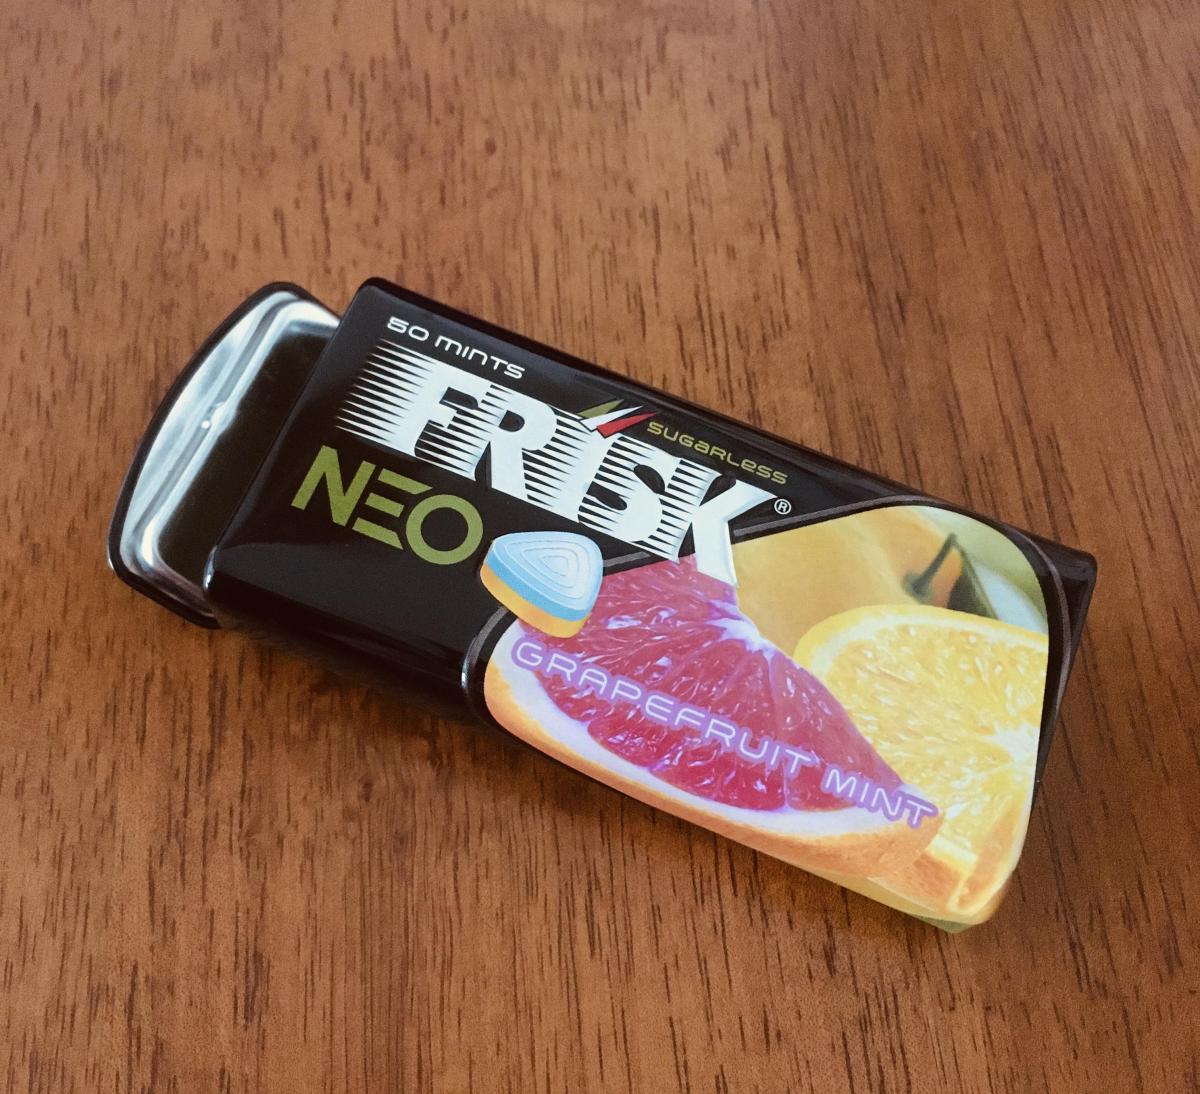 50 MINTS
FRISK®
SUGARLESS
NEO
GRAPEFRUIT MINT